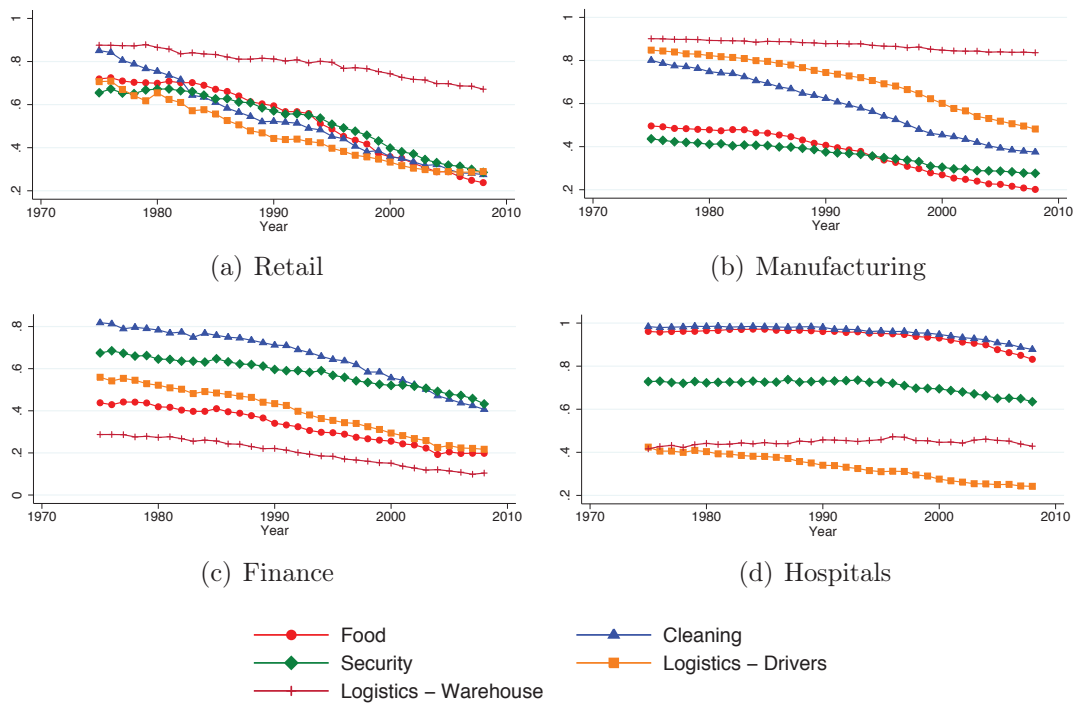 1
.8
.6
.4
.2
1970 1980 1990 2000 2010
Year
(a) Retail
1
.8
.6
.4
.2
1970 1980 1990 2000 2010
Year
(b) Manufacturing
.8
.6
.4
.2
0
1970 1980 1990 2000 2010
Year
(c) Finance
1
.8
.6
.4
.2
1970 1980 1990 2000 2010
Year
(d) Hospitals
Food
Cleaning
Security
Logistics – Drivers
Logistics – Warehouse